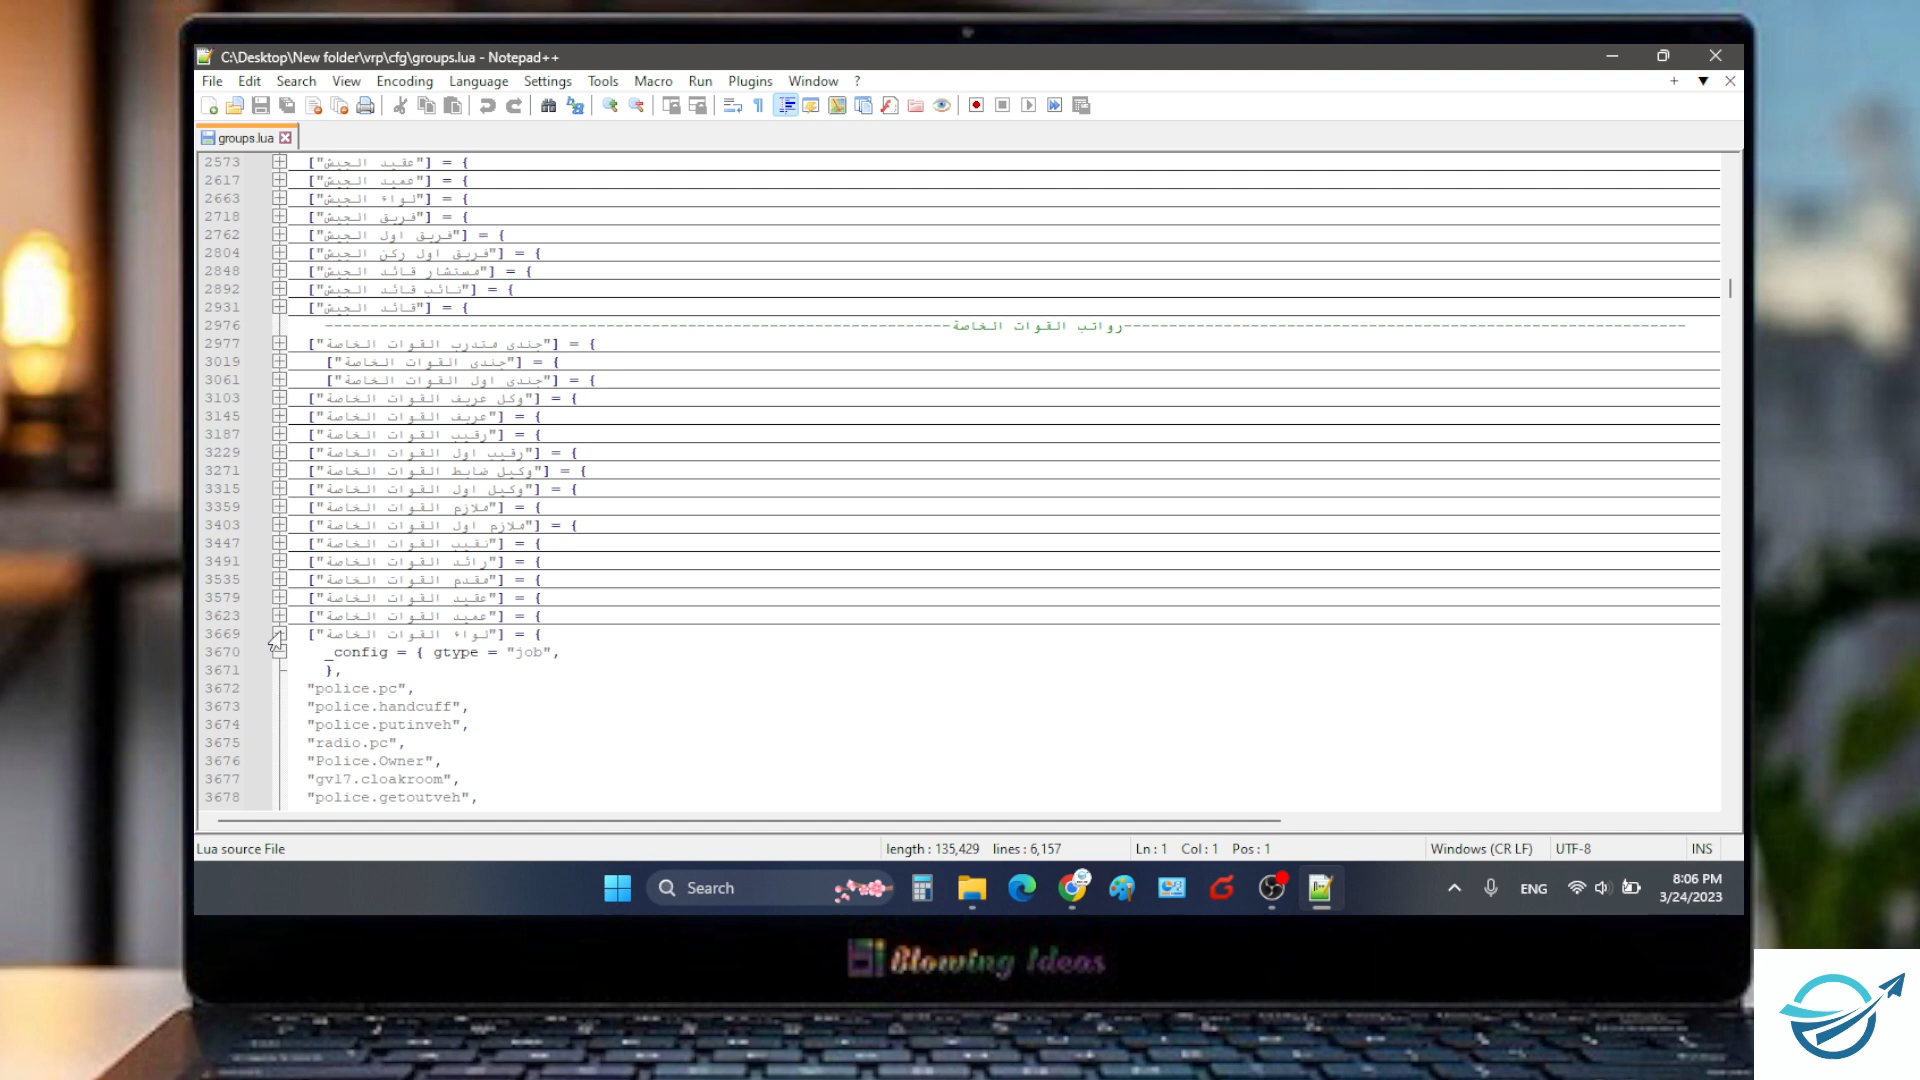 C:\Desktop\New folder\vrp\cfg\groups.lua - Notepad++
File Edit Search View Encoding Language Settings Tools Macro Run Plugins Window ?
groups.lua
2573 ["عقيد الجيش"] = {
2617 ["عميد الجيش"] = {
2663 ["لواء الجيش"] = {
2718 ["فريق الجيش"] = {
2762 ["فريق اول الجيش"] = {
2804 ["فريق اول ركن الجيش"] = {
2848 ["مستشار قائد الجيش"] = {
2892 ["نائب قائد الجيش"] = {
2931 ["قائد الجيش"] = {
2976 رواتب القوات الخاصة
2977 ["جندي متدرب القوات الخاصة"] = {
3019 ["جندي القوات الخاصة"] = {
3061 ["جندي اول القوات الخاصة"] = {
3103 ["وكل عريف القوات الخاصة"] = {
3145 ["عريف القوات الخاصة"] = {
3187 ["رقيب القوات الخاصة"] = {
3229 ["رقيب اول القوات الخاصة"] = {
3271 ["وكيل ضابط القوات الخاصة"] = {
3315 ["وكيل اول القوات الخاصة"] = {
3359 ["ملازم القوات الخاصة"] = {
3403 ["ملازم اول القوات الخاصة"] = {
3447 ["نقيب القوات الخاصة"] = {
3491 ["رائد القوات الخاصة"] = {
3535 ["مقدم القوات الخاصة"] = {
3579 ["عقيد القوات الخاصة"] = {
3623 ["عميد القوات الخاصة"] = {
3669 ["لواء القوات الخاصة"] = {
3670 _config = { gtype = "job",
3671 },
3672 "police.pc",
3673 "police.handcuff",
3674 "police.putinveh",
3675 "radio.pc",
3676 "Police.Owner",
3677 "gv17.cloakroom",
3678 "police.getoutveh",
Lua source File length : 135,429 lines : 6,157 Ln : 1 Col : 1 Pos : 1 Windows (CR LF) UTF-8 INS
Search ENG 8:06 PM
3/24/2023
Blowing Ideas